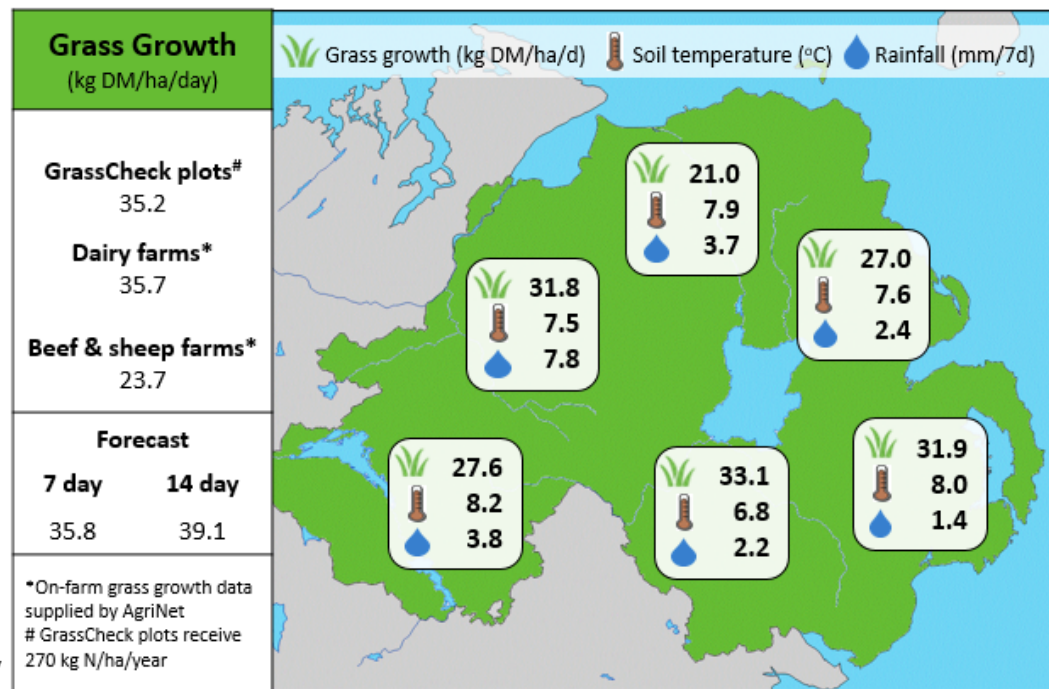 Grass Growth
(kg DM/ha/day)
GrassCheck plots#
35.2
Dairy farms*
35.7
Beef & sheep farms*
23.7
Forecast
7 day 14 day
35.8 39.1
*On-farm grass growth data
supplied by AgriNet
# GrassCheck plots receive
270 kg N/ha/year
Grass growth (kg DM/ha/d) Soil temperature (°C) Rainfall (mm/7d)
21.0
7.9
3.7
27.0
7.6
2.4
31.8
7.5
7.8
27.6
8.2
3.8
33.1
6.8
2.2
31.9
8.0
1.4